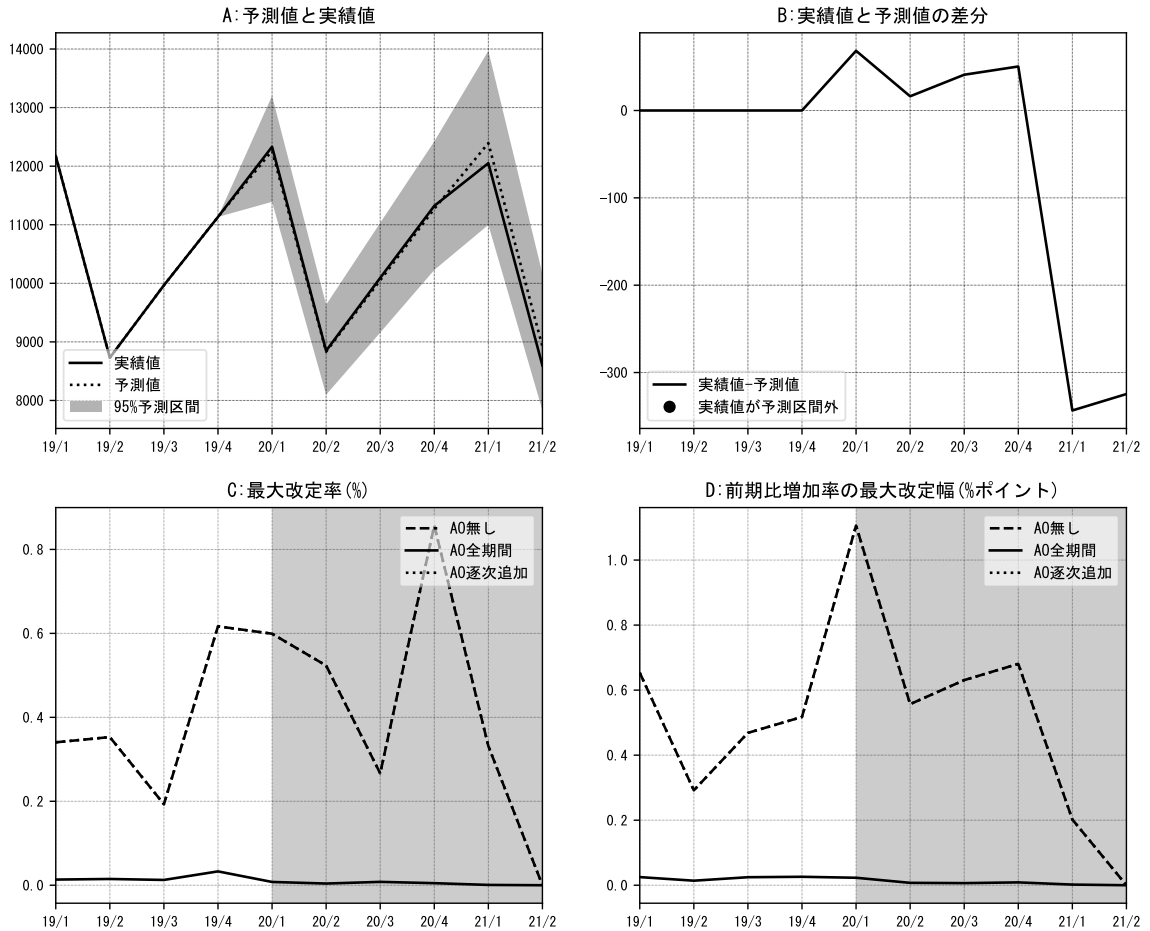 A:予測値と実績値
14000
13000
12000
11000
10000
9000
8000
実績値
予測値
95%予測区間
19/1 19/2 19/3 19/4 20/1 20/2 20/3 20/4 21/1 21/2
B:実績値と予測値の差分
0
−100
−200
−300
実績値-予測値
実績値が予測区間外
19/1 19/2 19/3 19/4 20/1 20/2 20/3 20/4 21/1 21/2
C:最大改定率(%)
0.8
0.6
0.4
0.2
0.0
AO無し
AO全期間
AO逐次追加
19/1 19/2 19/3 19/4 20/1 20/2 20/3 20/4 21/1 21/2
D:前期比増加率の最大改定幅(%ポイント)
1.0
0.8
0.6
0.4
0.2
0.0
AO無し
AO全期間
AO逐次追加
19/1 19/2 19/3 19/4 20/1 20/2 20/3 20/4 21/1 21/2